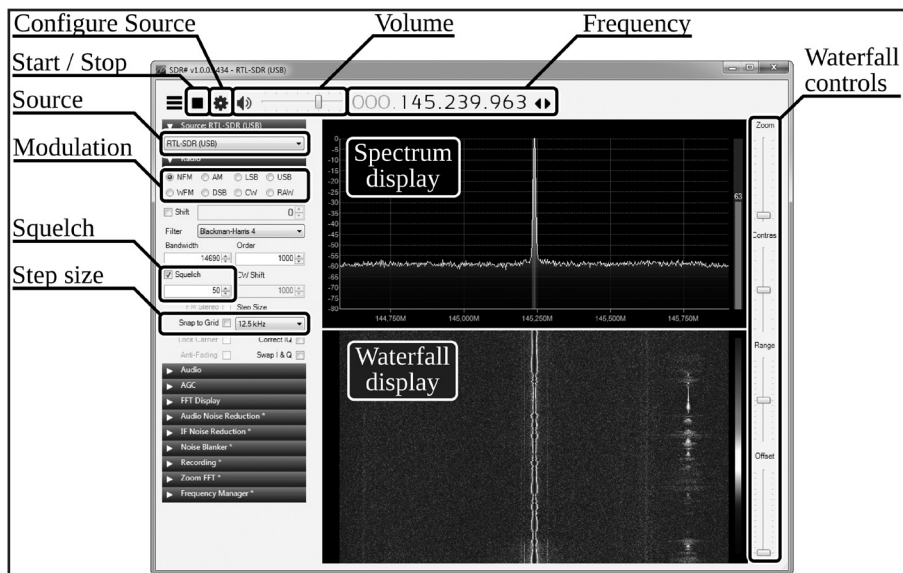 Configure Source
Volume
Frequency
Start / Stop
Source
Modulation
Squelch
Step size
Waterfall
controls
SDR# v1.0.0.1434 - RTL-SDR (USB)
000.145.239.963
Source: RTL-SDR (USB)
RTL-SDR (USB)
Radio
NFM AM LSB USB
WFM DSB CW RAW
Shift 0
Filter Blackman-Harris 4
Bandwidth Order
14690 1000
Squelch CW Shift
50 1000
FM Stereo Step Size
Snap to Grid 12.5 kHz
Lock Carrier Correct IQ
Anti-Fading Swap I & Q
Audio
AGC
FFT Display
Audio Noise Reduction *
IF Noise Reduction *
Noise Blanker *
Recording *
Zoom FFT *
Frequency Manager *
Spectrum
display
0
-5
-10
-15
-20
-25
-30
-35
-40
-45
-50
-55
-60
-65
-70
-75
-80
63
144,750M 145,000M 145,250M 145,500M 145,750M
Waterfall
display
Zoom
Contras
Range
Offset